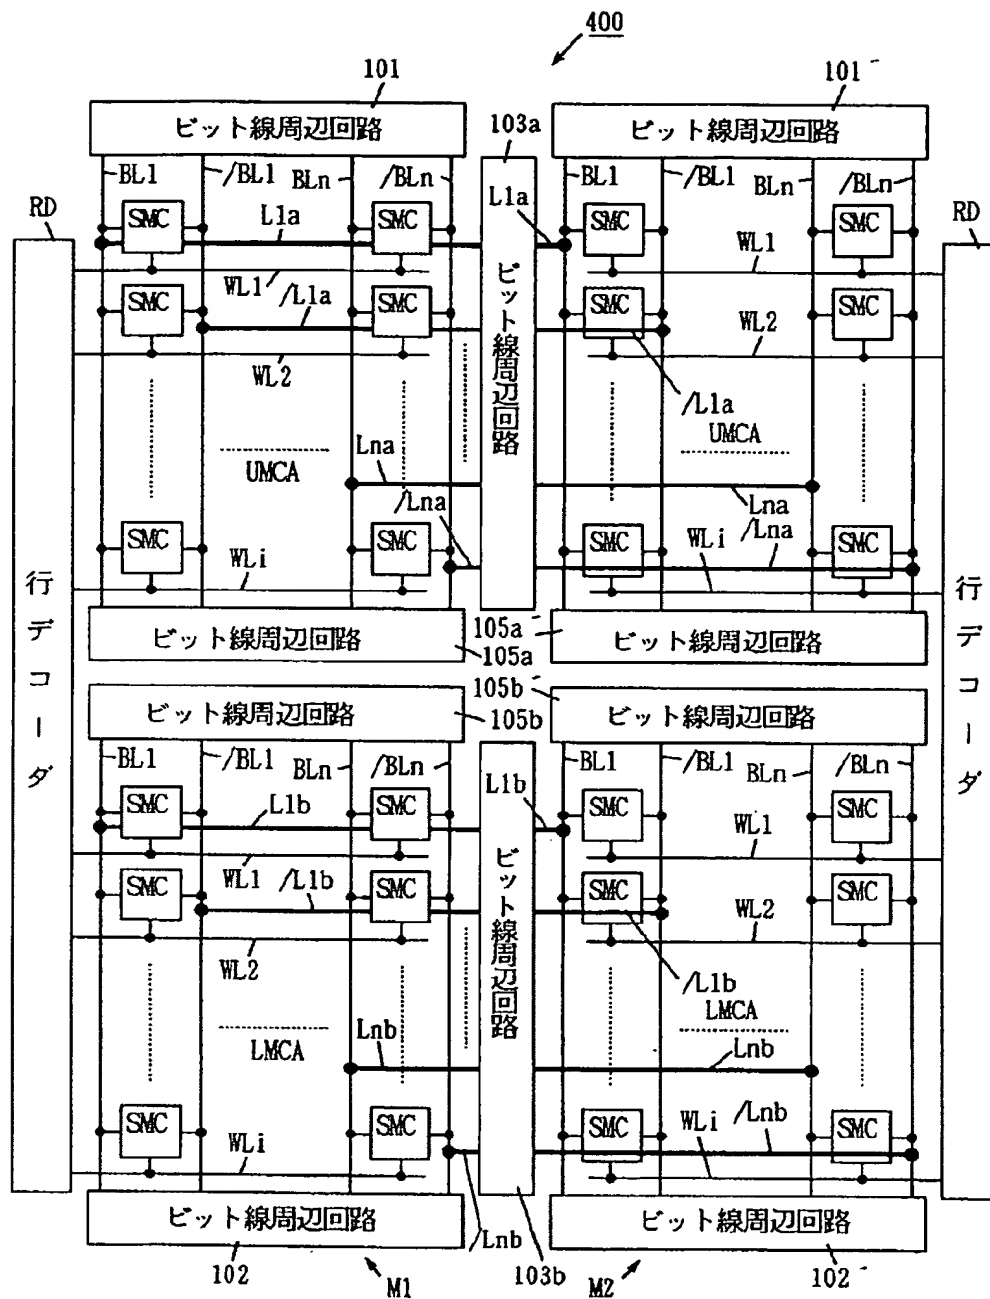 400
101
101
ビット線周辺回路
103a
ビット線周辺回路
BL1
/BL1
BLn
/BLn
BL1
/BL1
BLn
/BLn
RD
SMC
L1a
SMC
L1a
SMC
WL1
SMC
RD
WL1
/L1a
SMC
SMC
SMC
WL2
SMC
WL2
/L1a
UMCA
UMCA
Lna
/Lna
Lna
/Lna
SMC
WLi
SMC
SMC
WLi
SMC
ビット線周辺回路
行デコーダ
行デコーダ
ビット線周辺回路
105a
105a
ビット線周辺回路
ビット線周辺回路
105b
105b
ビット線周辺回路
BL1
/BL1
BLn
/BLn
BL1
/BL1
BLn
/BLn
SMC
L1b
SMC
L1b
SMC
WL1
SMC
WL1
/L1b
SMC
SMC
SMC
WL2
SMC
WL2
/L1b
LMCA
LMCA
Lnb
Lnb
/Lnb
SMC
WLi
SMC
SMC
WLi
SMC
ビット線周辺回路
ビット線周辺回路
/Lnb
ビット線周辺回路
102
M1
103b
M2
102